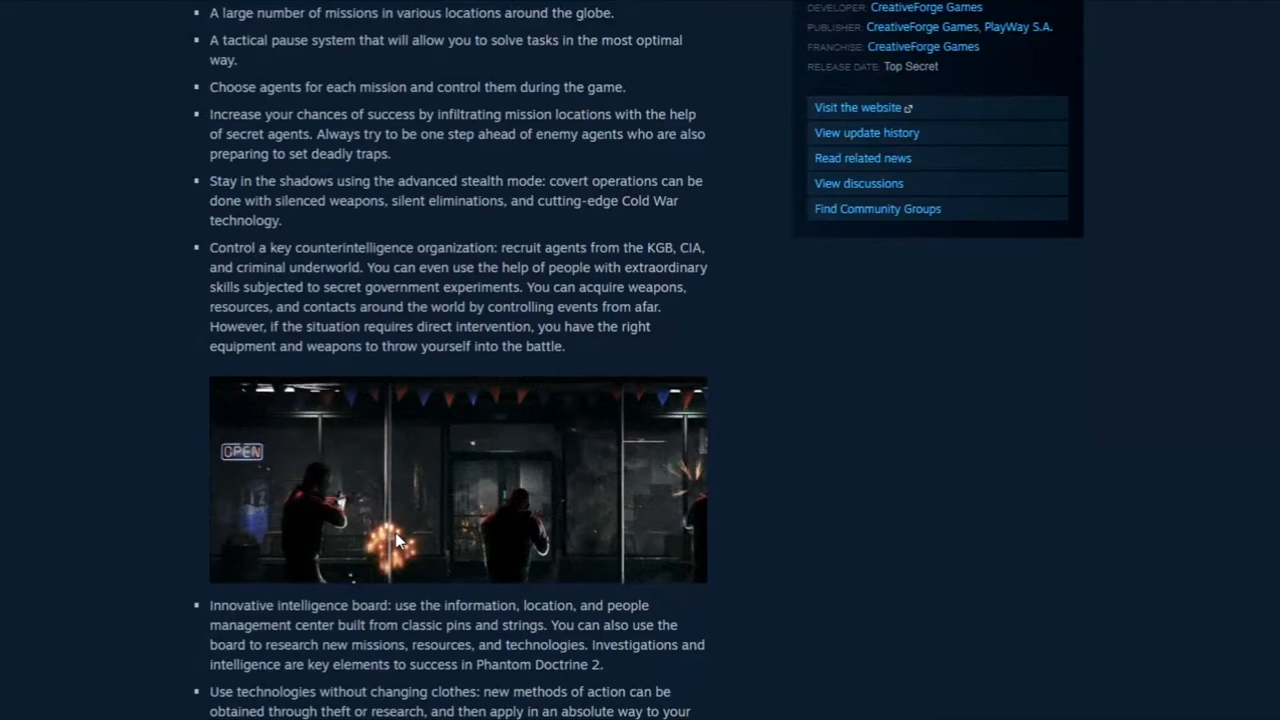 A large number of missions in various locations around the globe.
A tactical pause system that will allow you to solve tasks in the most optimal
way.
Choose agents for each mission and control them during the game.
Increase your chances of success by infiltrating mission locations with the help
of secret agents. Always try to be one step ahead of enemy agents who are also
preparing to set deadly traps.
Stay in the shadows using the advanced stealth mode: covert operations can be
done with silenced weapons, silent eliminations, and cutting-edge Cold War
technology.
Control a key counterintelligence organization: recruit agents from the KGB, CIA,
and criminal underworld. You can even use the help of people with extraordinary
skills subjected to secret government experiments. You can acquire weapons,
resources, and contacts around the world by controlling events from afar.
However, if the situation requires direct intervention, you have the right
equipment and weapons to throw yourself into the battle.
OPEN
Innovative intelligence board: use the information, location, and people
management center built from classic pins and strings. You can also use the
board to research new missions, resources, and technologies. Investigations and
intelligence are key elements to success in Phantom Doctrine 2.
Use technologies without changing clothes: new methods of action can be
obtained through theft or research, and then apply in an absolute way to your
DEVELOPER: CreativeForge Games
PUBLISHER: CreativeForge Games, PlayWay S.A.
FRANCHISE: CreativeForge Games
RELEASE DATE: Top Secret
Visit the website
View update history
Read related news
View discussions
Find Community Groups